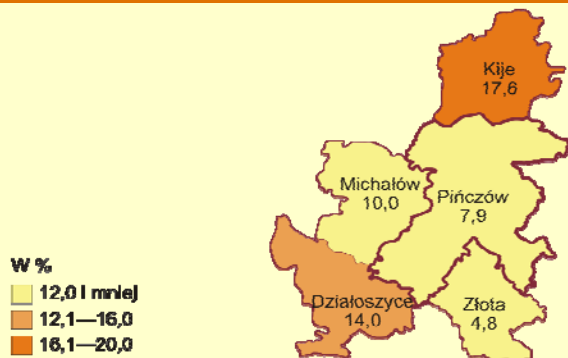 Kije
17,6
Michałów
10,0
Pińczów
7,9
W %
12,0 i mniej
12,1—16,0
16,1—20,0
Działoszyce
14,0
Złota
4,8